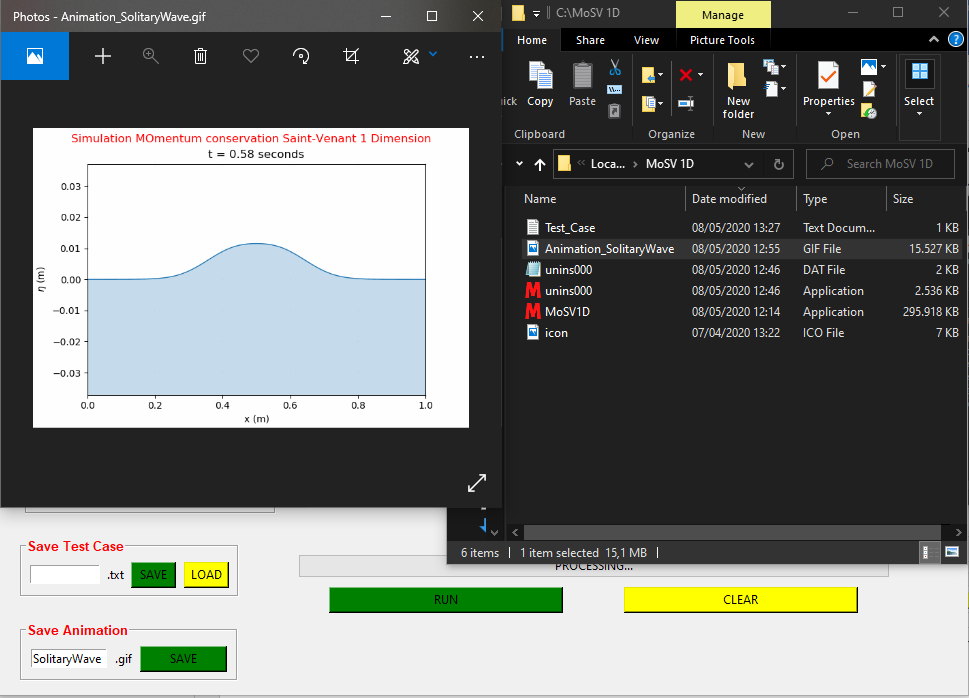 Photos - Animation_SolitaryWave.gif
Simulation MOmentum conservation Saint-Venant 1 Dimension
t = 0.58 seconds
0.03
0.02
0.01
0.00
−0.01
−0.02
−0.03
η (m)
0.0 0.2 0.4 0.6 0.8 1.0
x (m)
C:\MoSV 1D
Manage
Home Share View Picture Tools
Copy Paste
New folder
Properties
Select
Clipboard Organize New Open
Loca... MoSV 1D
Search MoSV 1D
Name Date modified Type Size
Test_Case 08/05/2020 13:27 Text Docum... 1 KB
Animation_SolitaryWave 08/05/2020 12:55 GIF File 15.527 KB
unins000 08/05/2020 12:46 DAT File 2 KB
unins000 08/05/2020 12:46 Application 2.536 KB
MoSV1D 08/05/2020 12:14 Application 295.918 KB
icon 07/04/2020 13:22 ICO File 7 KB
6 items 1 item selected 15,1 MB
Save Test Case
.txt SAVE LOAD
PROCESSING...
RUN CLEAR
Save Animation
SolitaryWave .gif SAVE